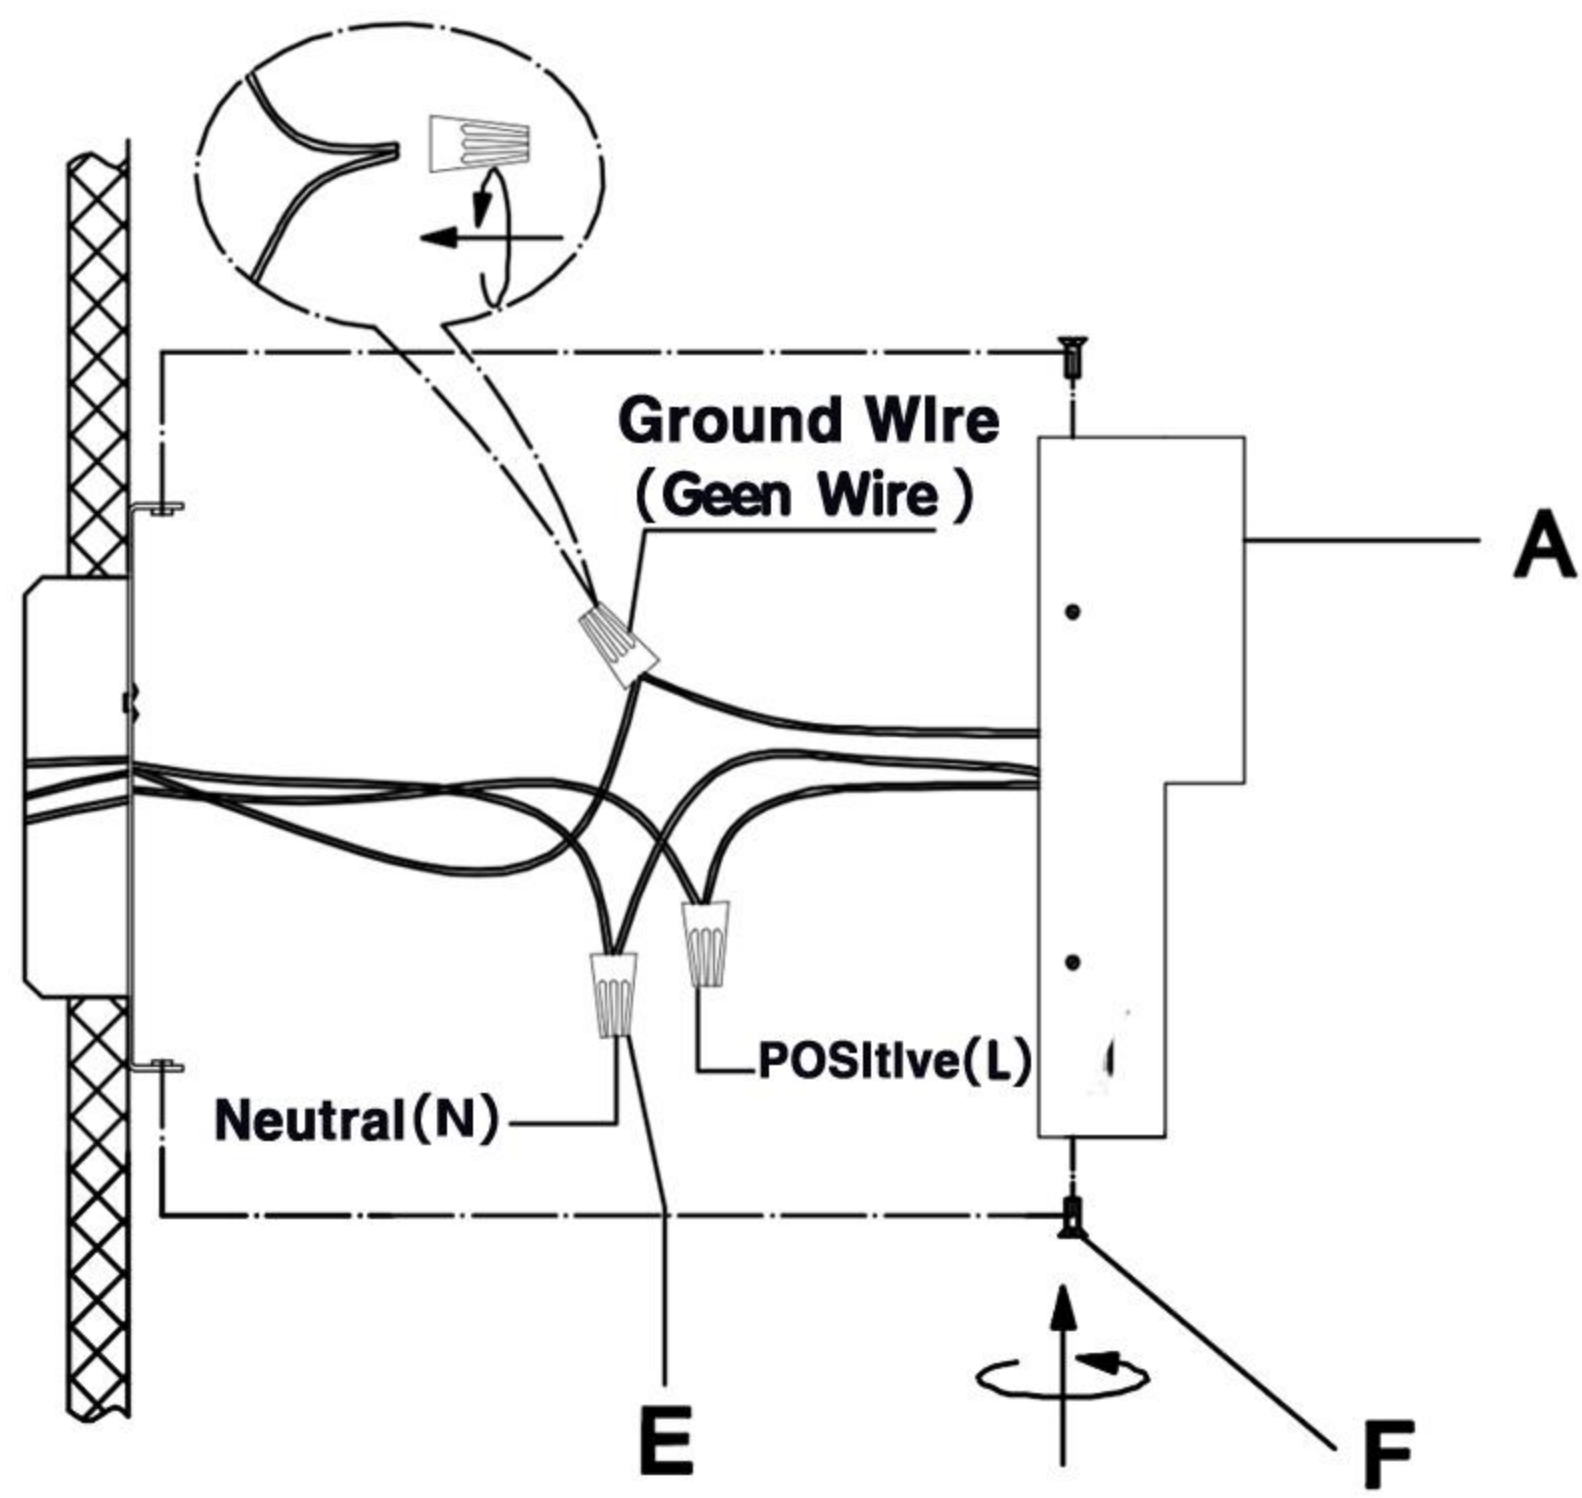 Ground WIre
(Geen Wire )
A
POSItIve(L)
Neutral(N)
E
F